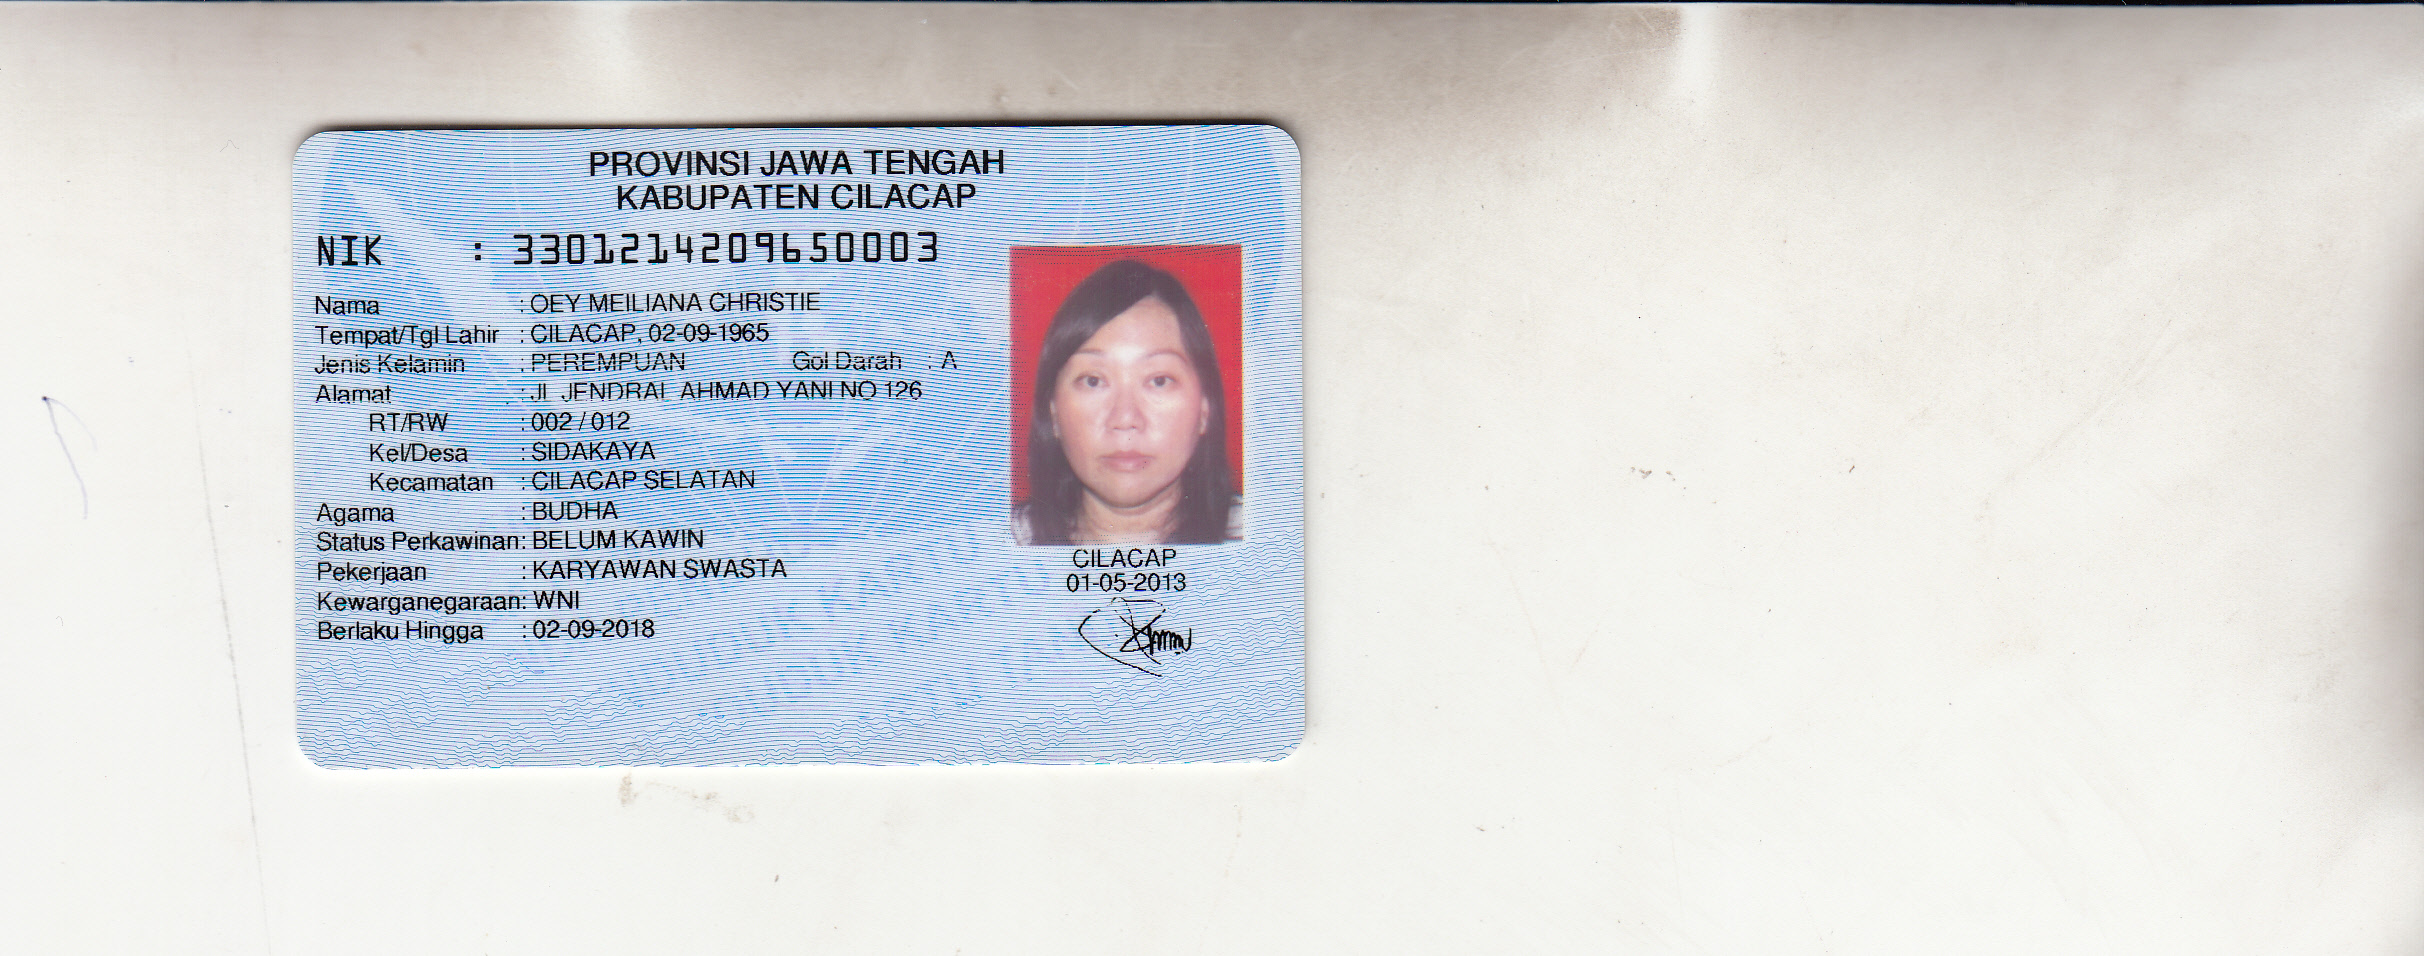 PROVINSI JAWA TENGAH
KABUPATEN CILACAP
NIK : 3301214209650003
Nama : OEY MEILIANA CHRISTIE
Tempat/Tgl Lahir : CILACAP, 02-09-1965
Jenis Kelamin : PEREMPUAN Gol Darah : A
Alamat : JL JENDRAL AHMAD YANI NO 126
RT/RW : 002 / 012
Kel/Desa : SIDAKAYA
Kecamatan : CILACAP SELATAN
Agama : BUDHA
Status Perkawinan: BELUM KAWIN
Pekerjaan : KARYAWAN SWASTA
Kewarganegaraan: WNI
Berlaku Hingga : 02-09-2018
CILACAP
01-05-2013